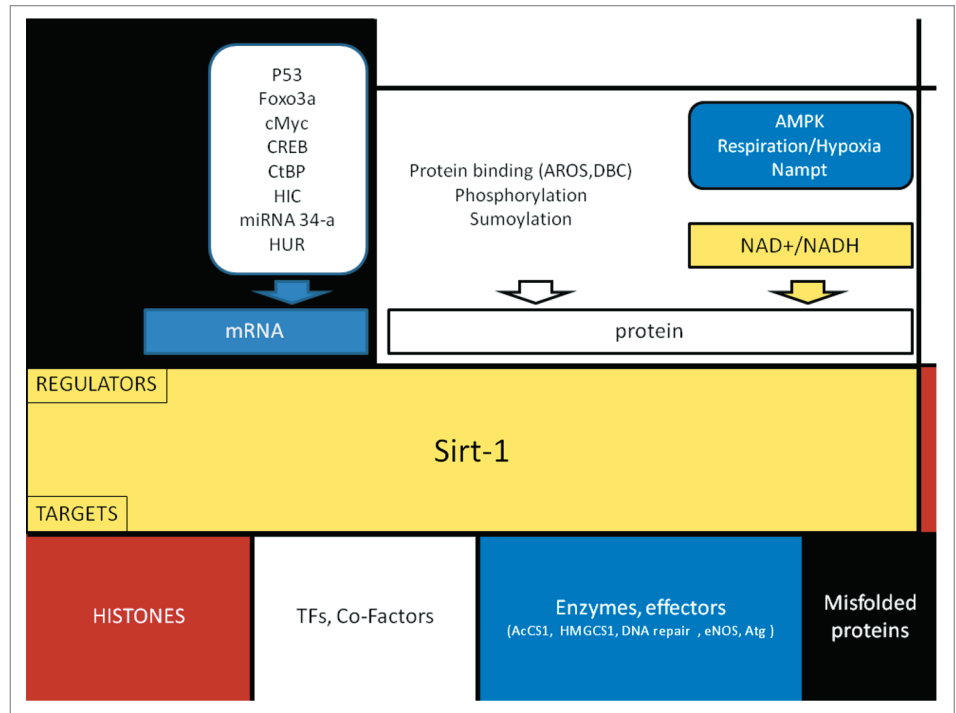 P53
Foxo3a
cMyc
CREB
CtBP
HIC
miRNA 34-a
HUR
mRNA
Protein binding (AROS,DBC)
Phosphorylation
Sumoylation
AMPK
Respiration/Hypoxia
Nampt
NAD+/NADH
protein
REGULATORS
Sirt-1
TARGETS
HISTONES
TFs, Co-Factors
Enzymes, effectors
(AcCS1, HMGCS1, DNA repair , eNOS, Atg )
Misfolded
proteins